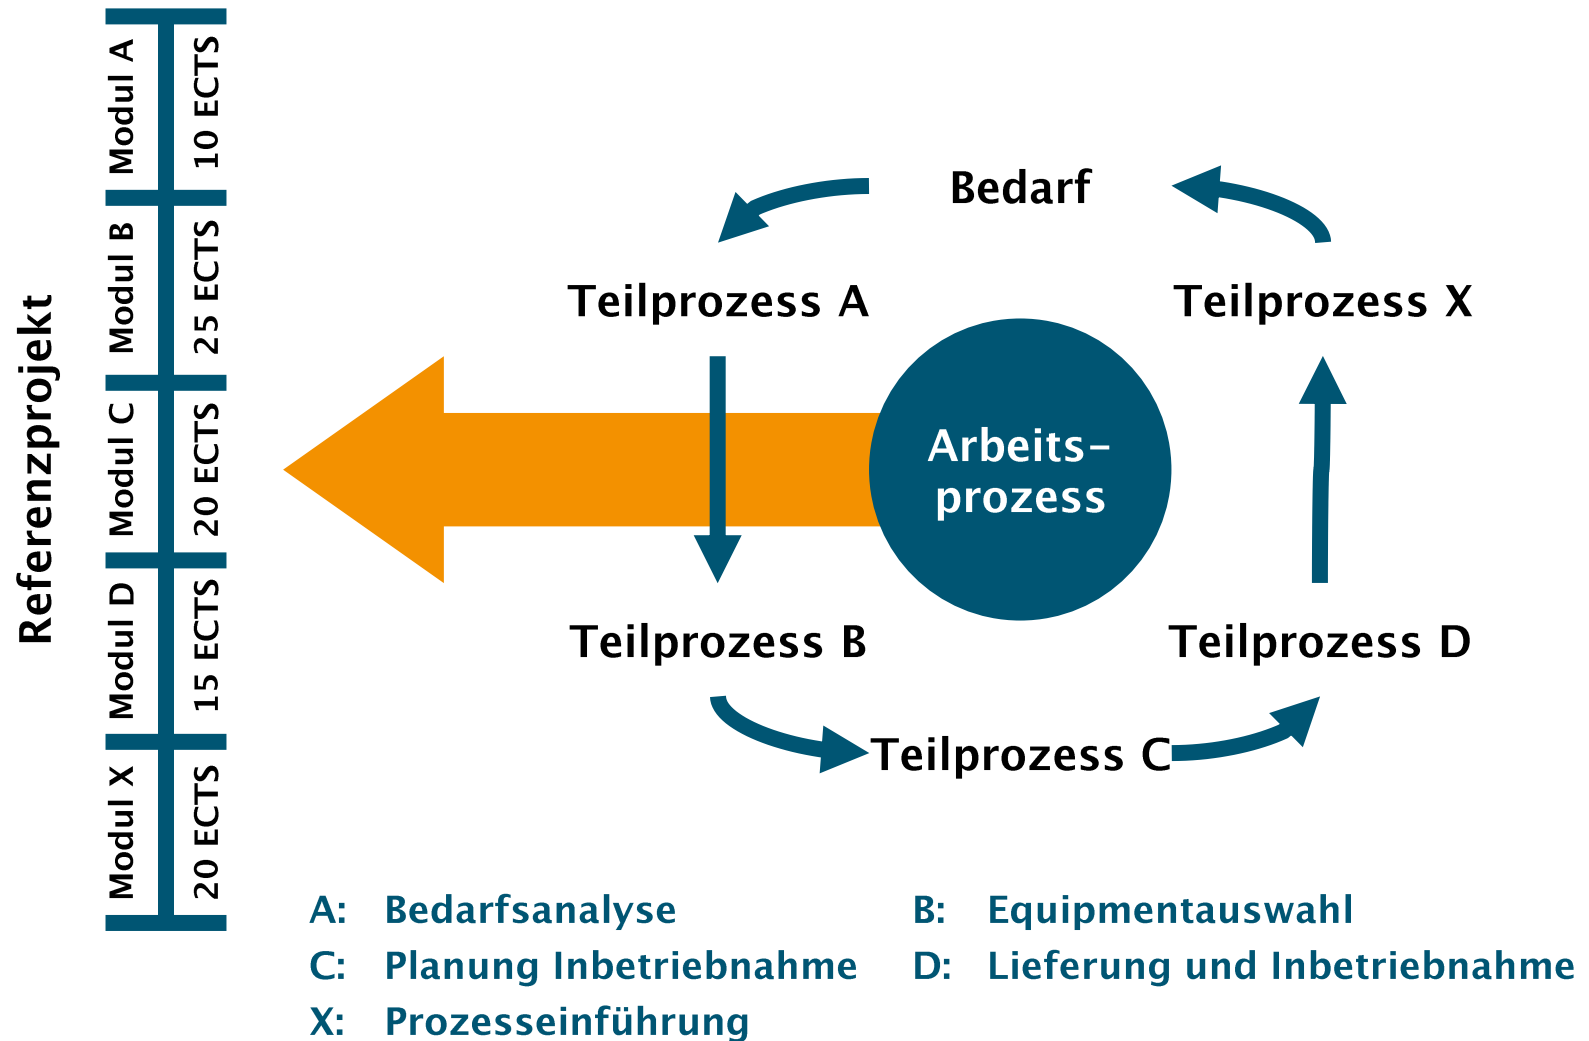 Referenzprojekt
Modul A
10 ECTS
Modul B
25 ECTS
Modul C
20 ECTS
Modul D
15 ECTS
Modul X
20 ECTS
Bedarf
Teilprozess A
Teilprozess X
Arbeits-
prozess
Teilprozess B
Teilprozess D
Teilprozess C
A: Bedarfsanalyse
B: Equipmentauswahl
C: Planung Inbetriebnahme
D: Lieferung und Inbetriebnahme
X: Prozesseinführung